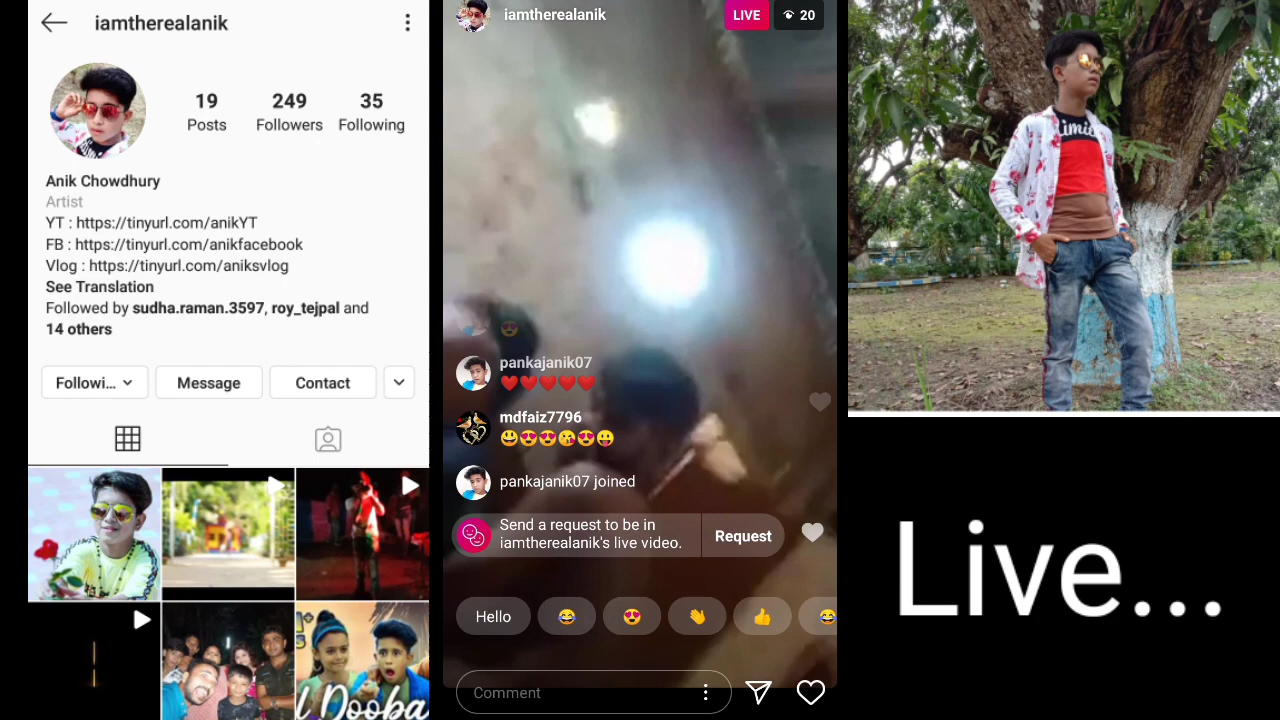 iamtherealanik
19
249
35
Posts
Followers
Following
Anik Chowdhury
Artist
YT : https://tinyurl.com/anikYT
FB : https://tinyurl.com/anikfacebook
Vlog : https://tinyurl.com/aniksvlog
See Translation
Followed by sudha.raman.3597, roy_tejpal and
14 others
Followi...
Message
Contact
l Dooba
iamtherealanik
LIVE
20
pankajanik07
mdfaiz7796
pankajanik07 joined
Send a request to be in
iamtherealanik's live video.
Request
Hello
Comment
Live...